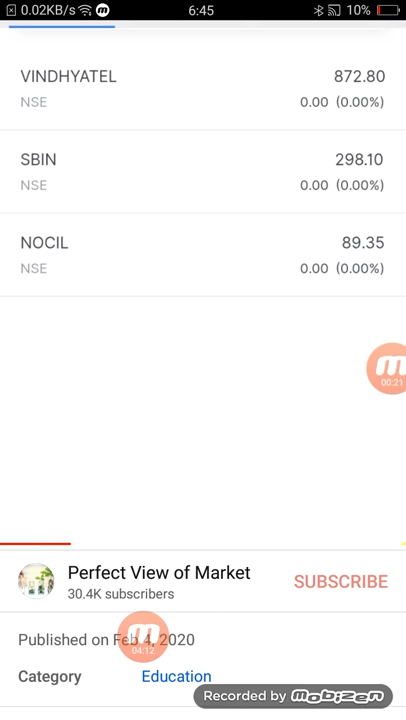 0.02KB/s 6:45 10%
VINDHYATEL 872.80
NSE 0.00 (0.00%)
SBIN 298.10
NSE 0.00 (0.00%)
NOCIL 89.35
NSE 0.00 (0.00%)
00:21
Perfect View of Market
30.4K subscribers
SUBSCRIBE
Published on Feb 4, 2020
04:12
Category Education
Recorded by mobizen